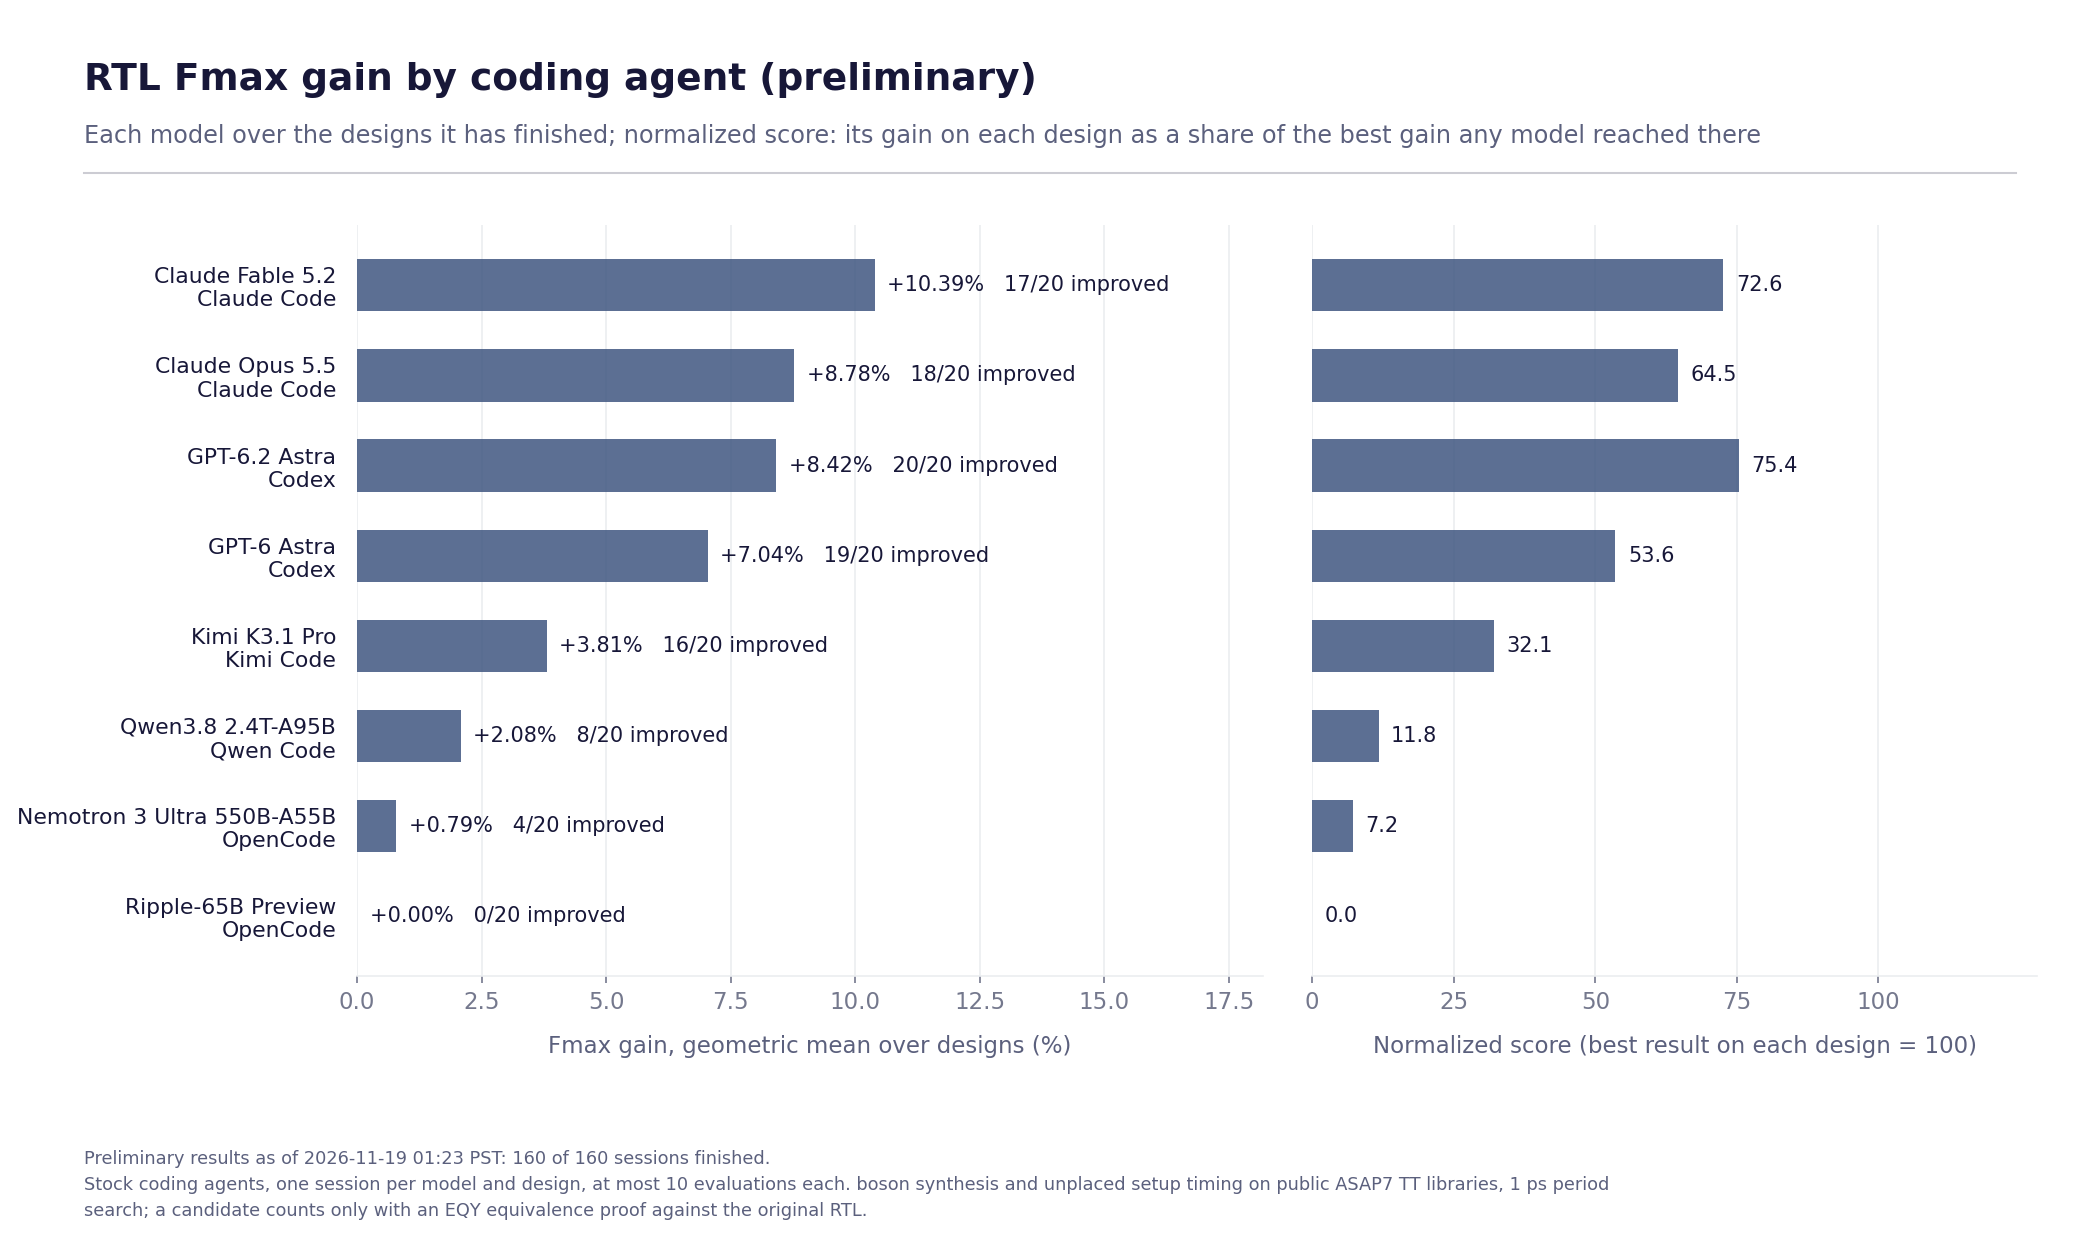 RTL Fmax gain by coding agent (preliminary)
Each model over the designs it has finished; normalized score: its gain on each design as a share of the best gain any model reached there
Claude Fable 5.2
Claude Code
+10.39%   17/20 improved
72.6
Claude Opus 5.5
Claude Code
+8.78%   18/20 improved
64.5
GPT-6.2 Astra
Codex
+8.42%   20/20 improved
75.4
GPT-6 Astra
Codex
+7.04%   19/20 improved
53.6
Kimi K3.1 Pro
Kimi Code
+3.81%   16/20 improved
32.1
Qwen3.8 2.4T-A95B
Qwen Code
+2.08%   8/20 improved
11.8
Nemotron 3 Ultra 550B-A55B
OpenCode
+0.79%   4/20 improved
7.2
Ripple-65B Preview
OpenCode
+0.00%   0/20 improved
0.0
0.0 2.5 5.0 7.5 10.0 12.5 15.0 17.5
0 25 50 75 100
Fmax gain, geometric mean over designs (%)
Normalized score (best result on each design = 100)
Preliminary results as of 2026-11-19 01:23 PST: 160 of 160 sessions finished.
Stock coding agents, one session per model and design, at most 10 evaluations each. boson synthesis and unplaced setup timing on public ASAP7 TT libraries, 1 ps period
search; a candidate counts only with an EQY equivalence proof against the original RTL.